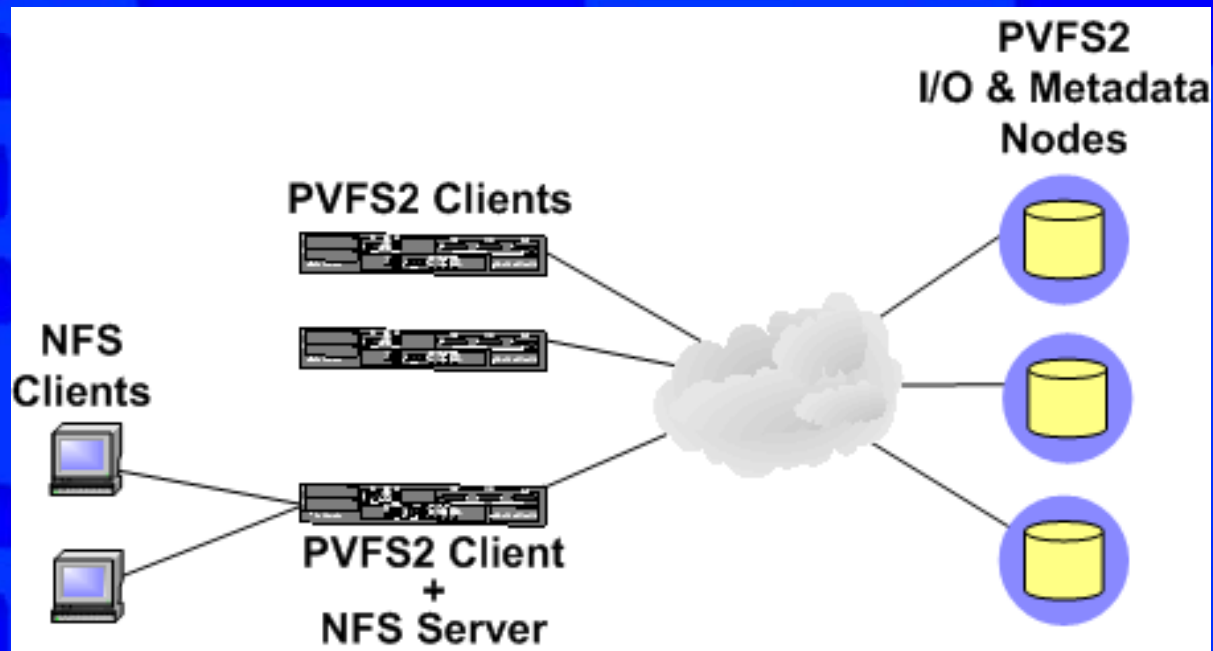 PVFS2
I/O & Metadata
Nodes
PVFS2 Clients
NFS
Clients
PVFS2 Client
+
NFS Server